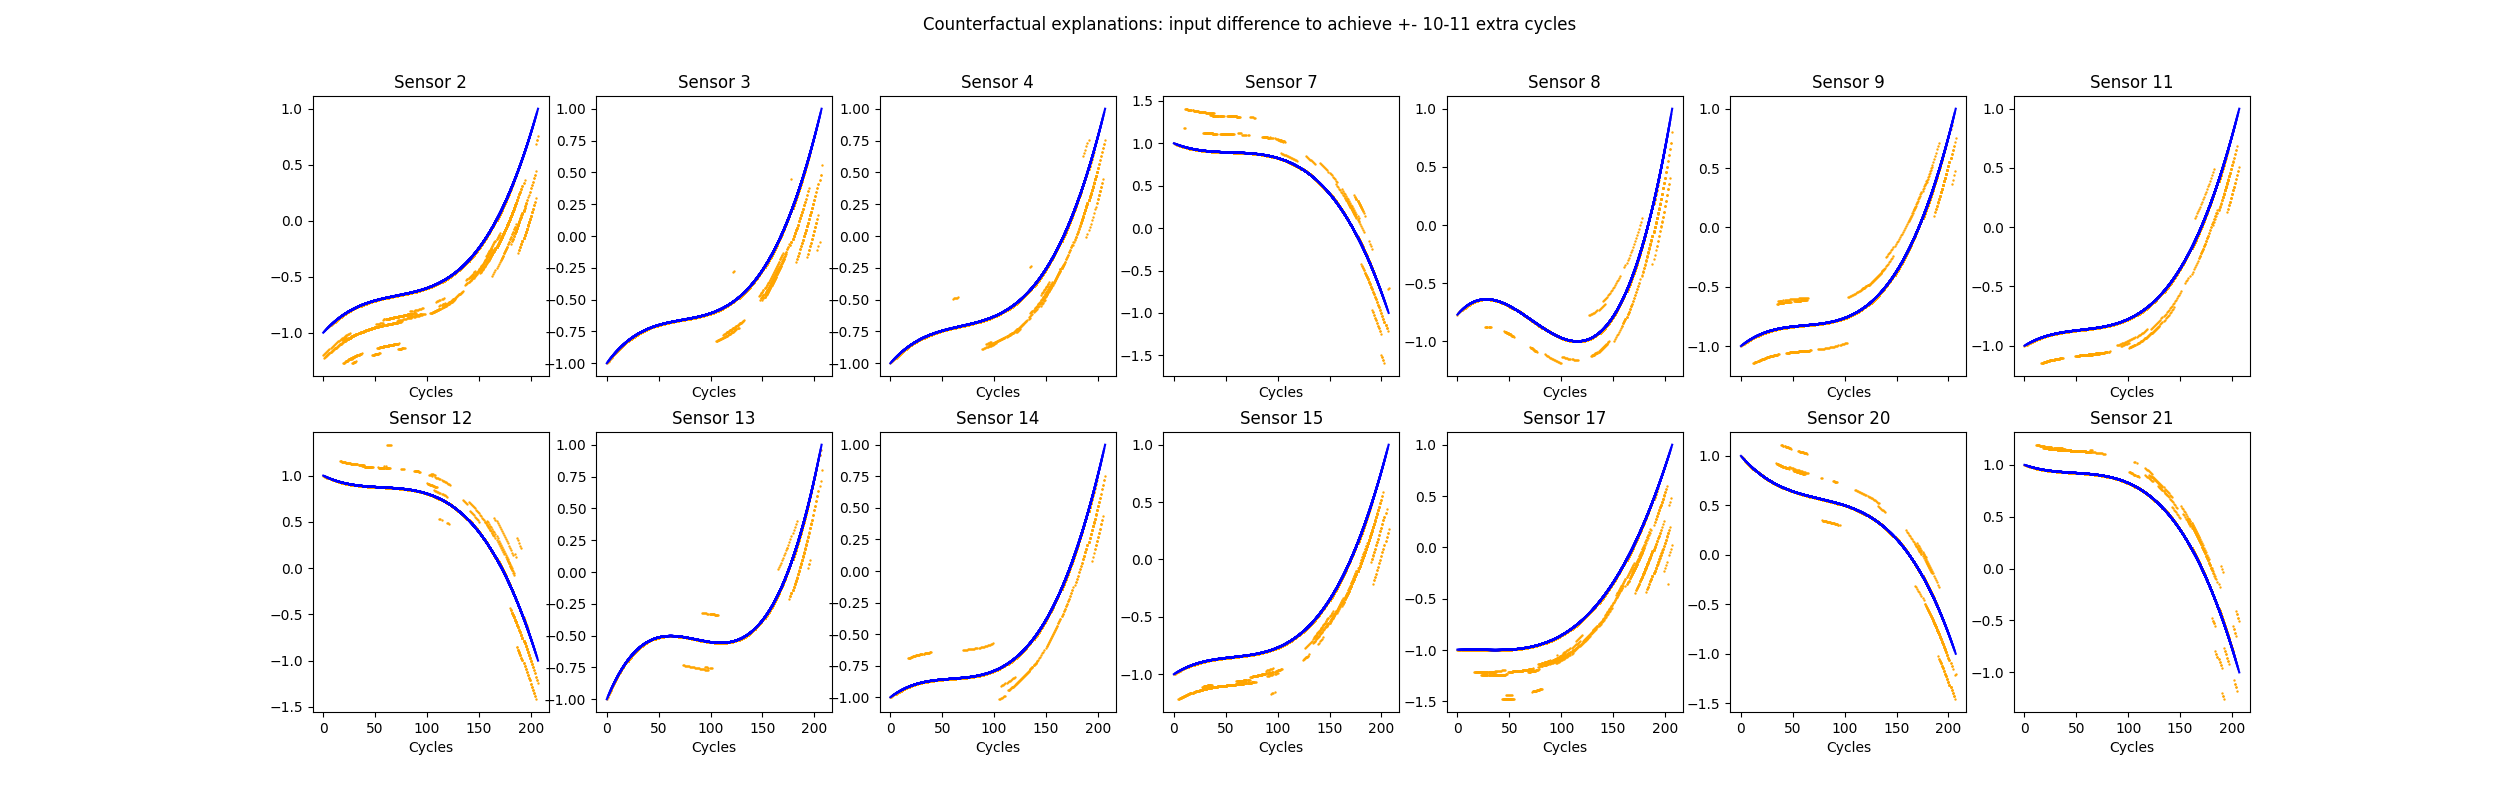 Counterfactual explanations: input difference to achieve +- 10-11 extra cycles
Sensor 2 Sensor 3 Sensor 4 Sensor 7 Sensor 8 Sensor 9 Sensor 11
1.0 0.5 0.0 −0.5 −1.0
1.00 0.75 0.50 0.25 0.00 −0.25 −0.50 −0.75 −1.00
1.00 0.75 0.50 0.25 0.00 −0.25 −0.50 −0.75 −1.00
1.5 1.0 0.5 0.0 −0.5 −1.0 −1.5
1.0 0.5 0.0 −0.5 −1.0
1.0 0.5 0.0 −0.5 −1.0
1.0 0.5 0.0 −0.5 −1.0
Cycles Cycles Cycles Cycles Cycles Cycles Cycles
Sensor 12 Sensor 13 Sensor 14 Sensor 15 Sensor 17 Sensor 20 Sensor 21
1.0 0.5 0.0 −0.5 −1.0 −1.5
1.00 0.75 0.50 0.25 0.00 −0.25 −0.50 −0.75 −1.00
1.00 0.75 0.50 0.25 0.00 −0.25 −0.50 −0.75 −1.00
1.0 0.5 0.0 −0.5 −1.0
1.0 0.5 0.0 −0.5 −1.0 −1.5
1.0 0.5 0.0 −0.5 −1.0 −1.5
1.0 0.5 0.0 −0.5 −1.0
0 50 100 150 200 0 50 100 150 200 0 50 100 150 200 0 50 100 150 200 0 50 100 150 200 0 50 100 150 200 0 50 100 150 200
Cycles Cycles Cycles Cycles Cycles Cycles Cycles